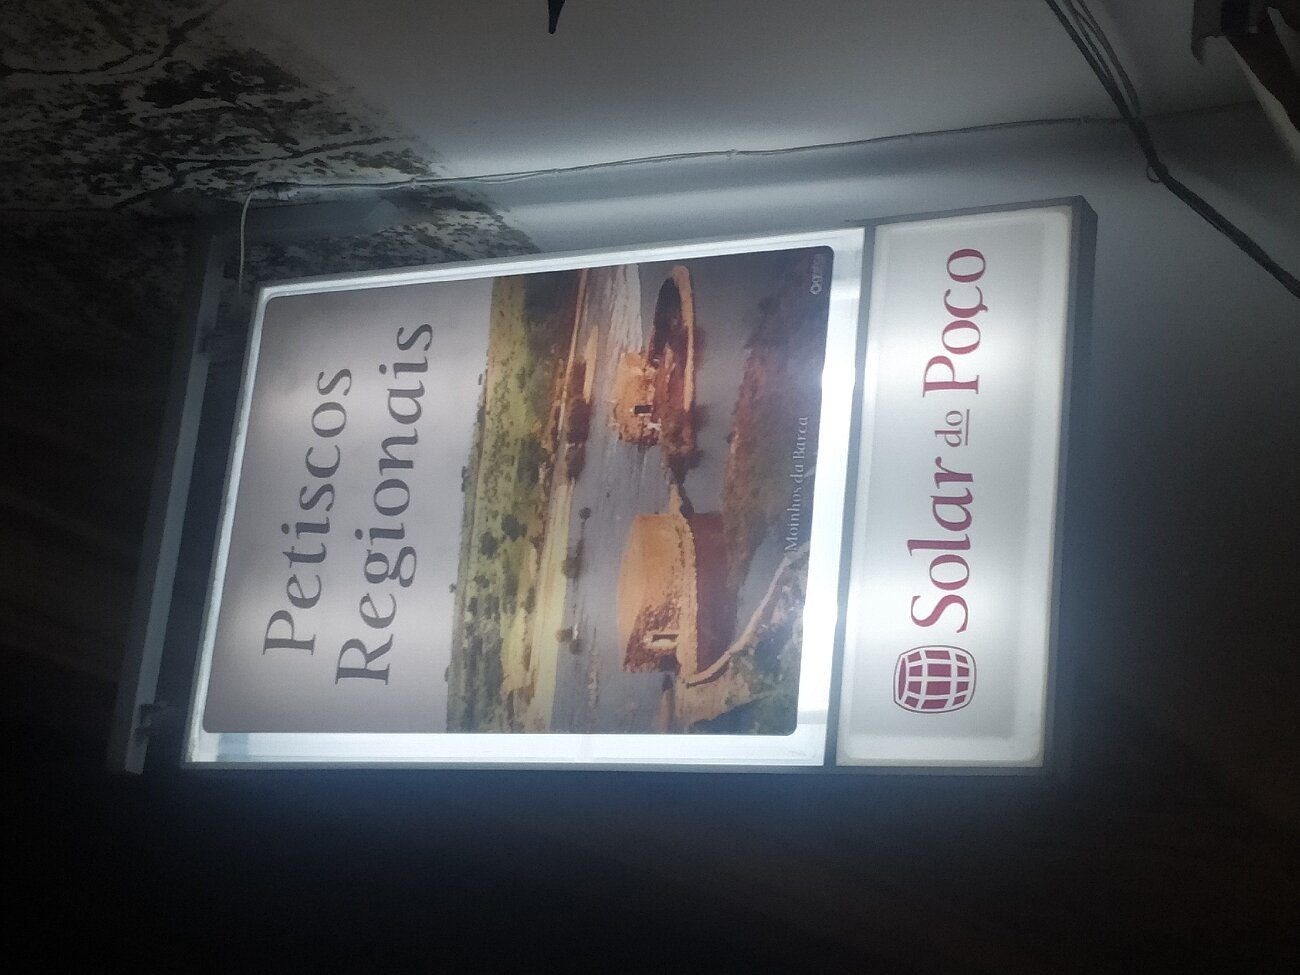 Petiscos
Regionais
Moinhos da Barca
Solar do Poço